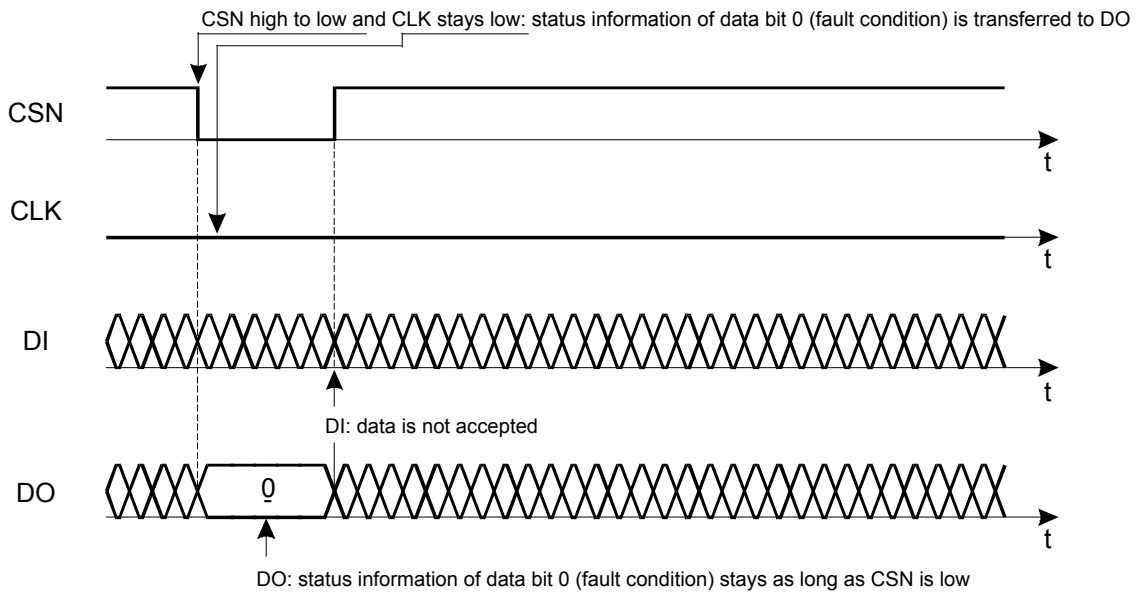 CSN high to low and CLK stays low: status information of data bit 0 (fault condition) is transferred to DO
CSN
t
CLK
t
DI
t
DI: data is not accepted
DO
0
t
DO: status information of data bit 0 (fault condition) stays as long as CSN is low